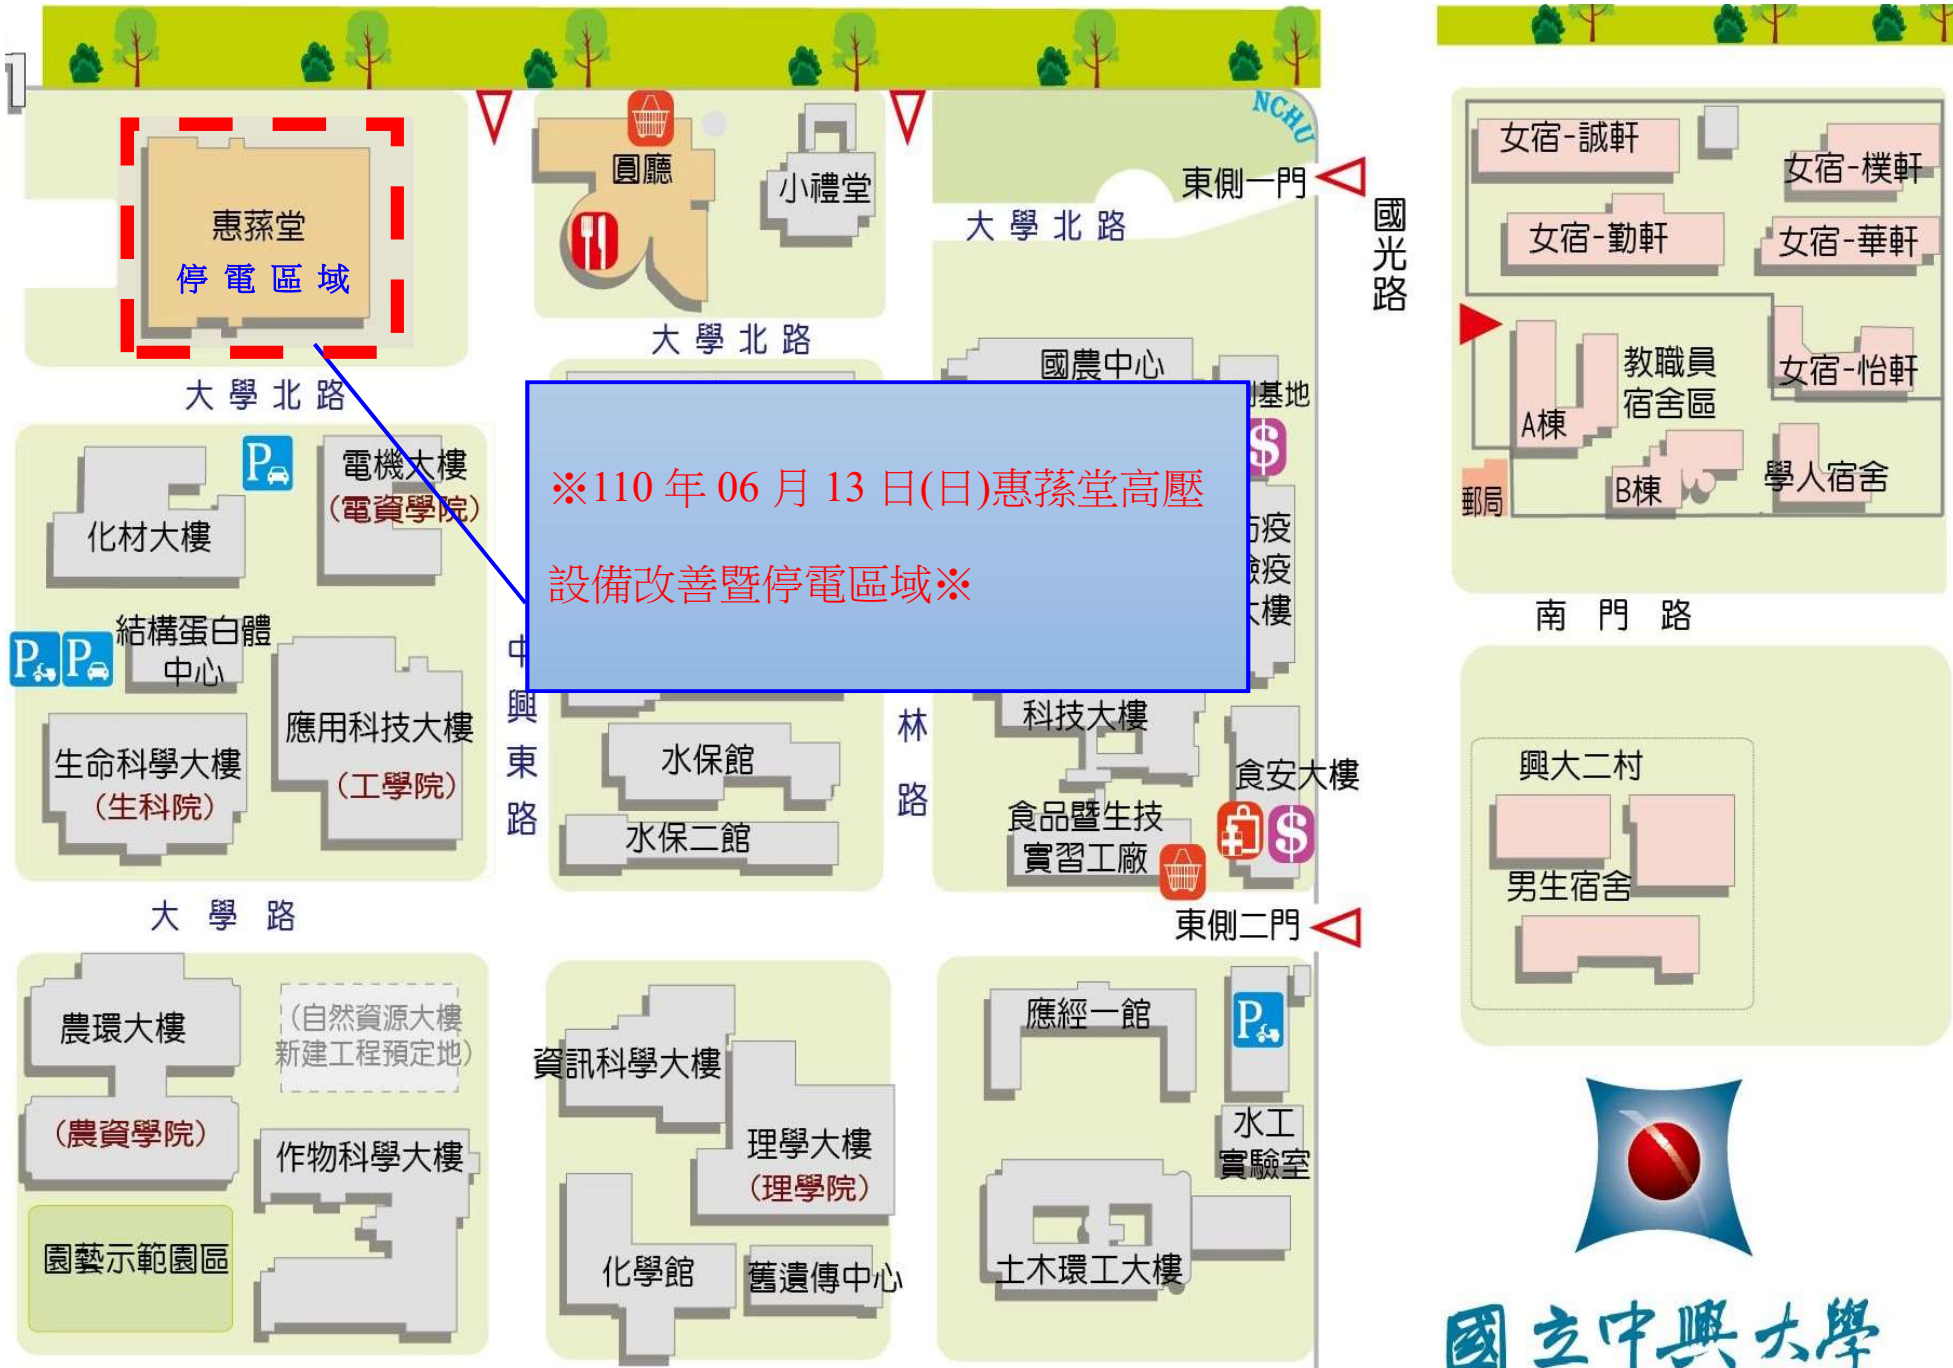 NCHU
圓廳
小禮堂
東側一門
大學北路
國光路
惠蓀堂
停電區域
大學北路
大學北路
國農中心
基地
女宿-誠軒
女宿-樸軒
女宿-勤軒
女宿-華軒
女宿-怡軒
教職員
宿舍區
A棟
B棟
學人宿舍
郵局
南門路
P
電機大樓
(電資學院)
化材大樓
※110 年 06 月 13 日(日)惠蓀堂高壓
設備改善暨停電區域※
疫
疫
樓
P
P
結構蛋白體
中心
應用科技大樓
(工學院)
生命科學大樓
(生科院)
興東路
林路
水保館
水保二館
科技大樓
食安大樓
食品暨生技
實習工廠
$
$
東側二門
大學路
興大二村
男生宿舍
農環大樓
(農資學院)
(自然資源大樓
新建工程預定地)
作物科學大樓
園藝示範園區
資訊科學大樓
理學大樓
(理學院)
化學館
舊遺傳中心
應經一館
P
水工
實驗室
土木環工大樓
國立中興大學